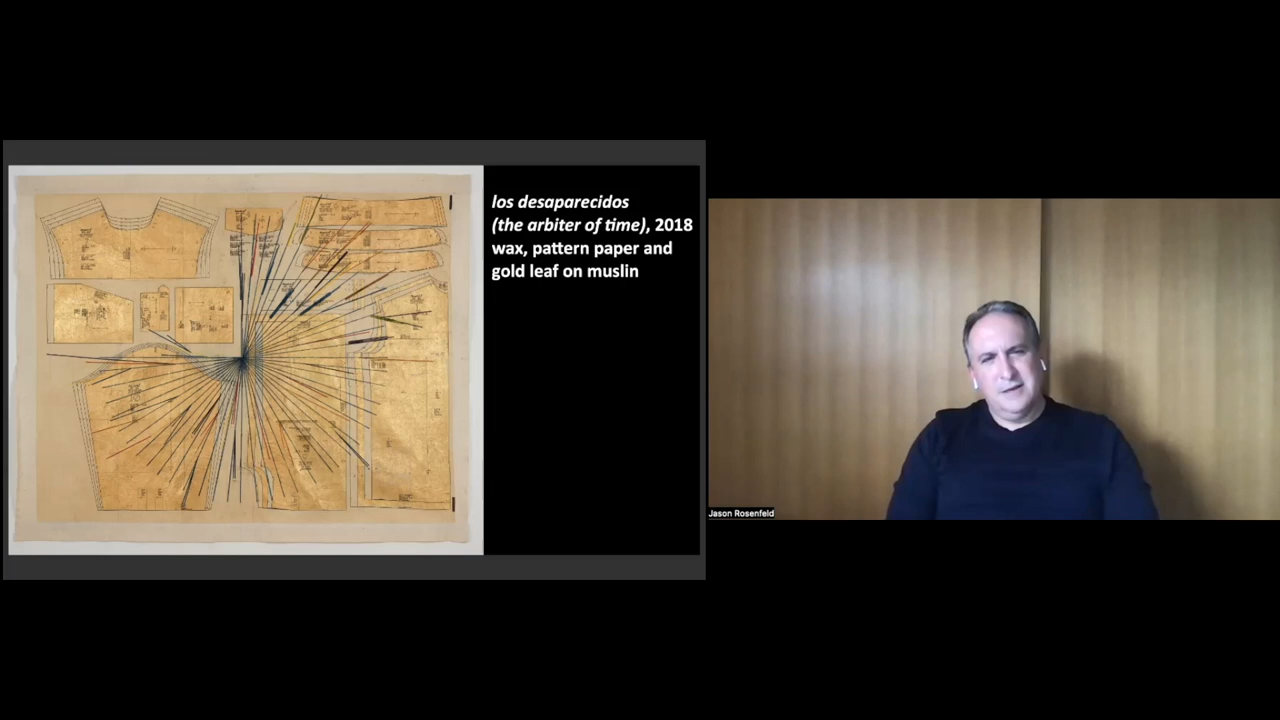 los desaparecidos
(the arbiter of time), 2018
wax, pattern paper and
gold leaf on muslin
Jason Rosenfeld